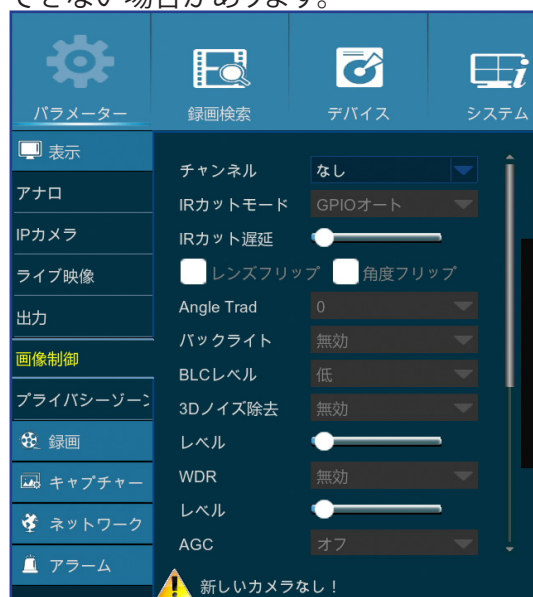 できない場合があります。
パラメーター
録画検索
デバイス
システム
表示
アナロ
IPカメラ
ライブ映像
出力
画像制御
プライバシーゾーン
録画
キャプチャー
ネットワーク
アラーム
チャンネル なし
IRカットモード GPIOオート
IRカット遅延
レンズフリップ 角度フリップ
Angle Trad 0
バックライト 無効
BLCレベル 低
3Dノイズ除去 無効
レベル
WDR 無効
レベル
AGC オフ
新しいカメラなし！